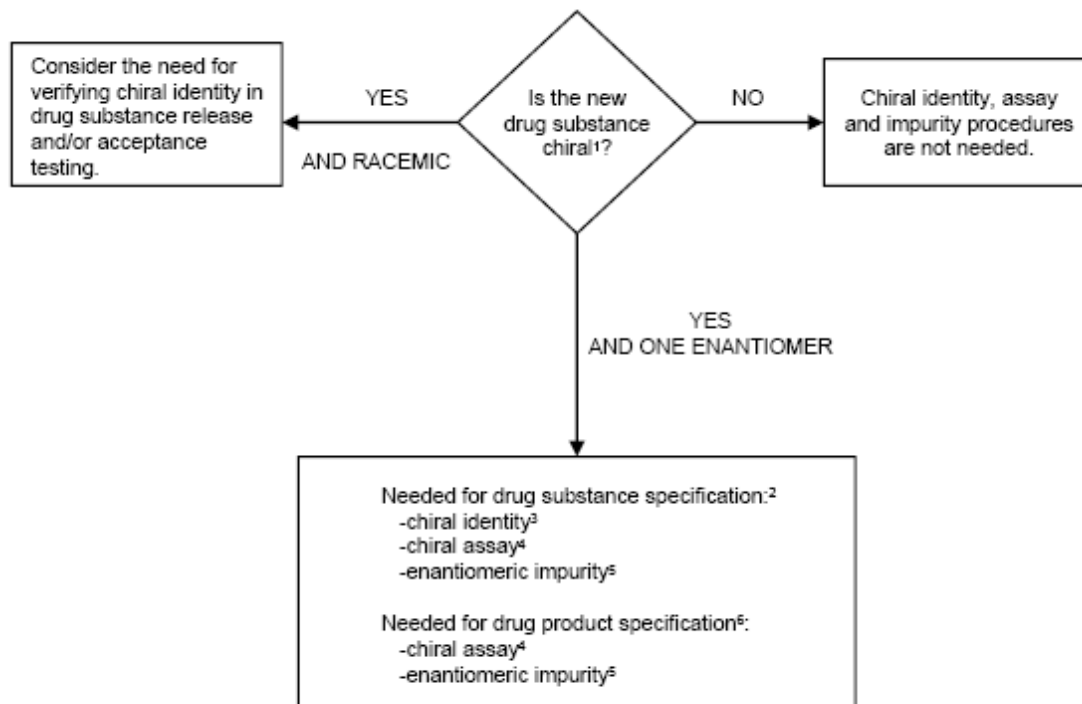 Consider the need for
verifying chiral identity in
drug substance release
and/or acceptance
testing.
YES
AND RACEMIC
Is the new
drug substance
chiral¹?
NO
Chiral identity, assay
and impurity procedures
are not needed.
YES
AND ONE ENANTIOMER
Needed for drug substance specification:²
-chiral identity³
-chiral assay⁴
-enantiomeric impurity⁵
Needed for drug product specification⁶:
-chiral assay⁴
-enantiomeric impurity⁵